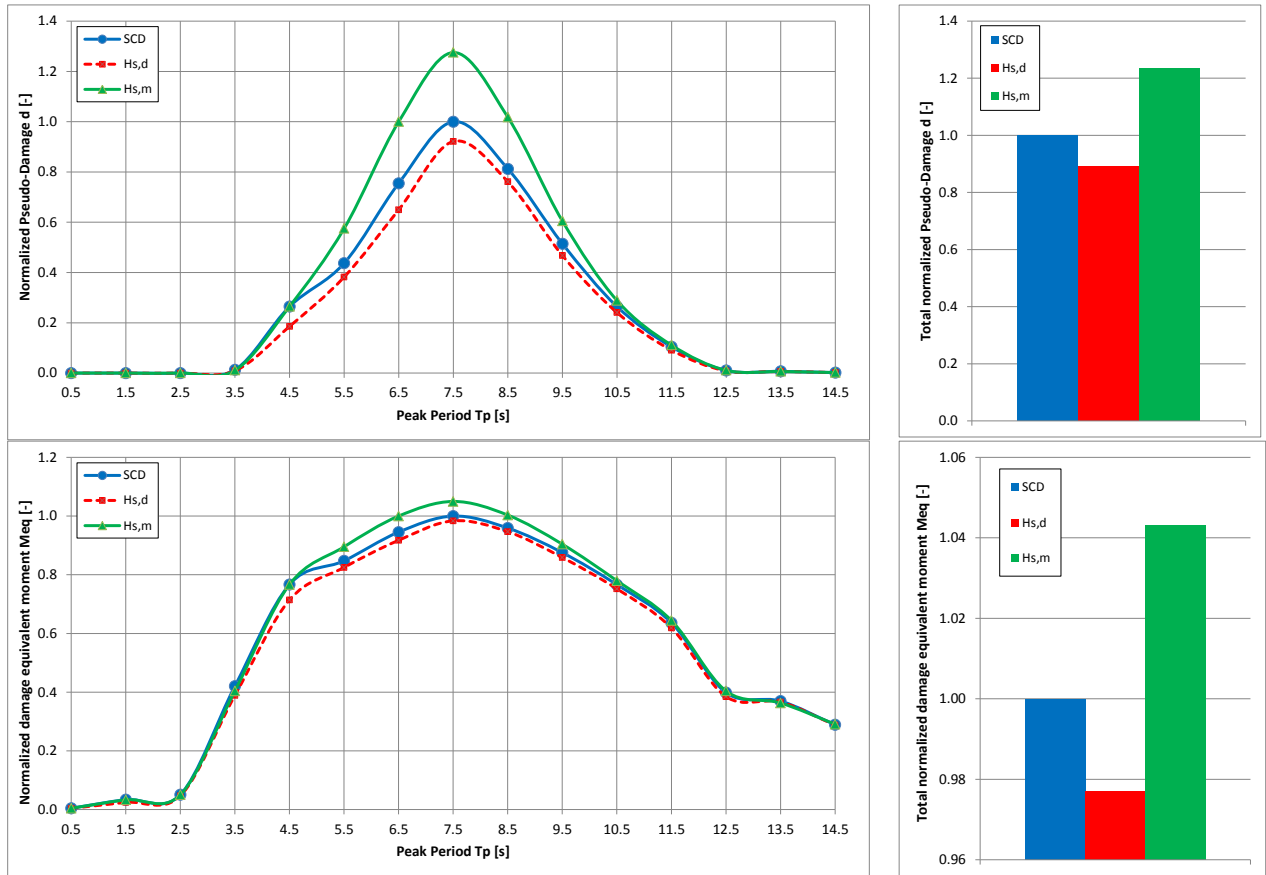 Normalized Pseudo-Damage d [-]
1.4
1.2
1.0
0.8
0.6
0.4
0.2
0.0
SCD
Hs,d
Hs,m
0.5 1.5 2.5 3.5 4.5 5.5 6.5 7.5 8.5 9.5 10.5 11.5 12.5 13.5 14.5
Peak Period Tp [s]
Total normalized Pseudo-Damage d [-]
1.4
1.2
1.0
0.8
0.6
0.4
0.2
0.0
SCD
Hs,d
Hs,m
Normalized damage equivalent moment Meq [-]
1.2
1.0
0.8
0.6
0.4
0.2
0.0
SCD
Hs,d
Hs,m
0.5 1.5 2.5 3.5 4.5 5.5 6.5 7.5 8.5 9.5 10.5 11.5 12.5 13.5 14.5
Peak Period Tp [s]
Total normalized damage equivalent moment Meq [-]
1.06
1.04
1.02
1.00
0.98
0.96
SCD
Hs,d
Hs,m